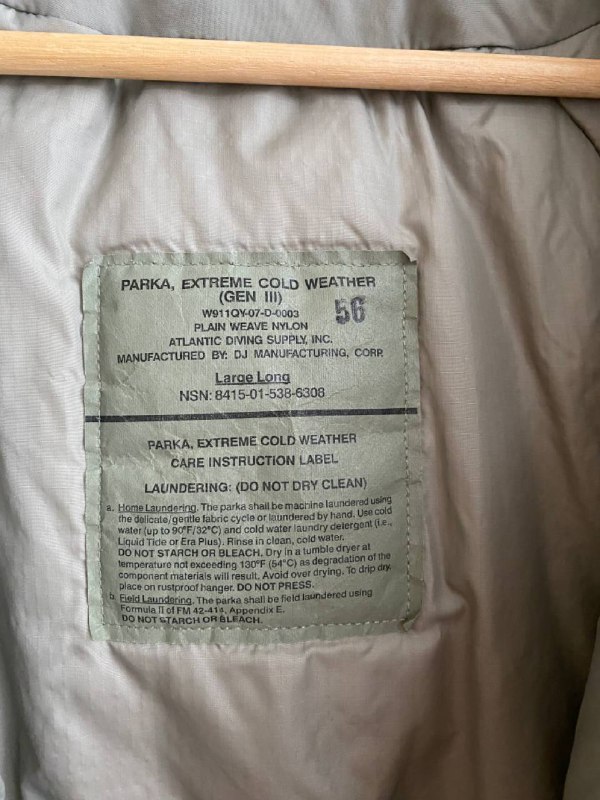 PARKA, EXTREME COLD WEATHER
(GEN III)
W911QY-07-D-0003
56
PLAIN WEAVE NYLON
ATLANTIC DIVING SUPPLY, INC.
MANUFACTURED BY: DJ MANUFACTURING, CORP.
Large Long
NSN: 8415-01-538-6308
PARKA, EXTREME COLD WEATHER
CARE INSTRUCTION LABEL
LAUNDERING: (DO NOT DRY CLEAN)
a. Home Laundering. The parka shall be machine laundered using
the delicate/gentle fabric cycle or laundered by hand. Use cold
water (up to 90°F/32°C) and cold water laundry detergent (i.e.,
Liquid Tide or Era Plus). Rinse in clean, cold water.
DO NOT STARCH OR BLEACH. Dry in a tumble dryer at
temperature not exceeding 130°F (54°C) as degradation of the
component materials will result. Avoid over drying. To drip dry,
place on rustproof hanger. DO NOT PRESS.
b. Field Laundering. The parka shall be field laundered using
Formula II of FM 42-414, Appendix E.
DO NOT STARCH OR BLEACH.